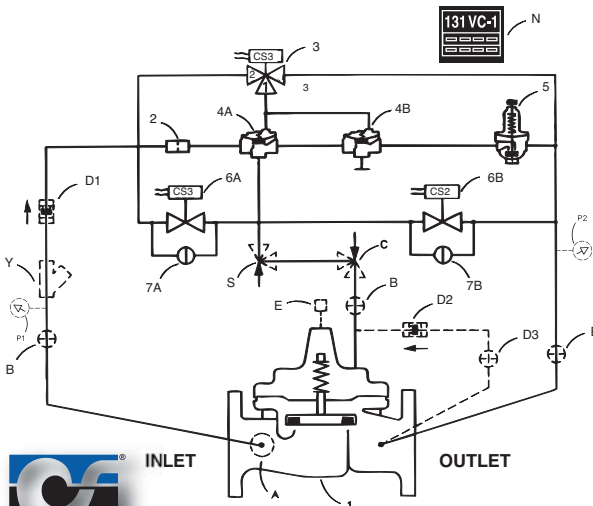 131 VC-1
N
CS3
3
2
1
3
4A
4B
5
2
D1
CS3
6A
CS2
6B
P2
Y
7A
S
C
7B
E
B
D2
D3
P1
B
B
INLET
OUTLET
A
1
®